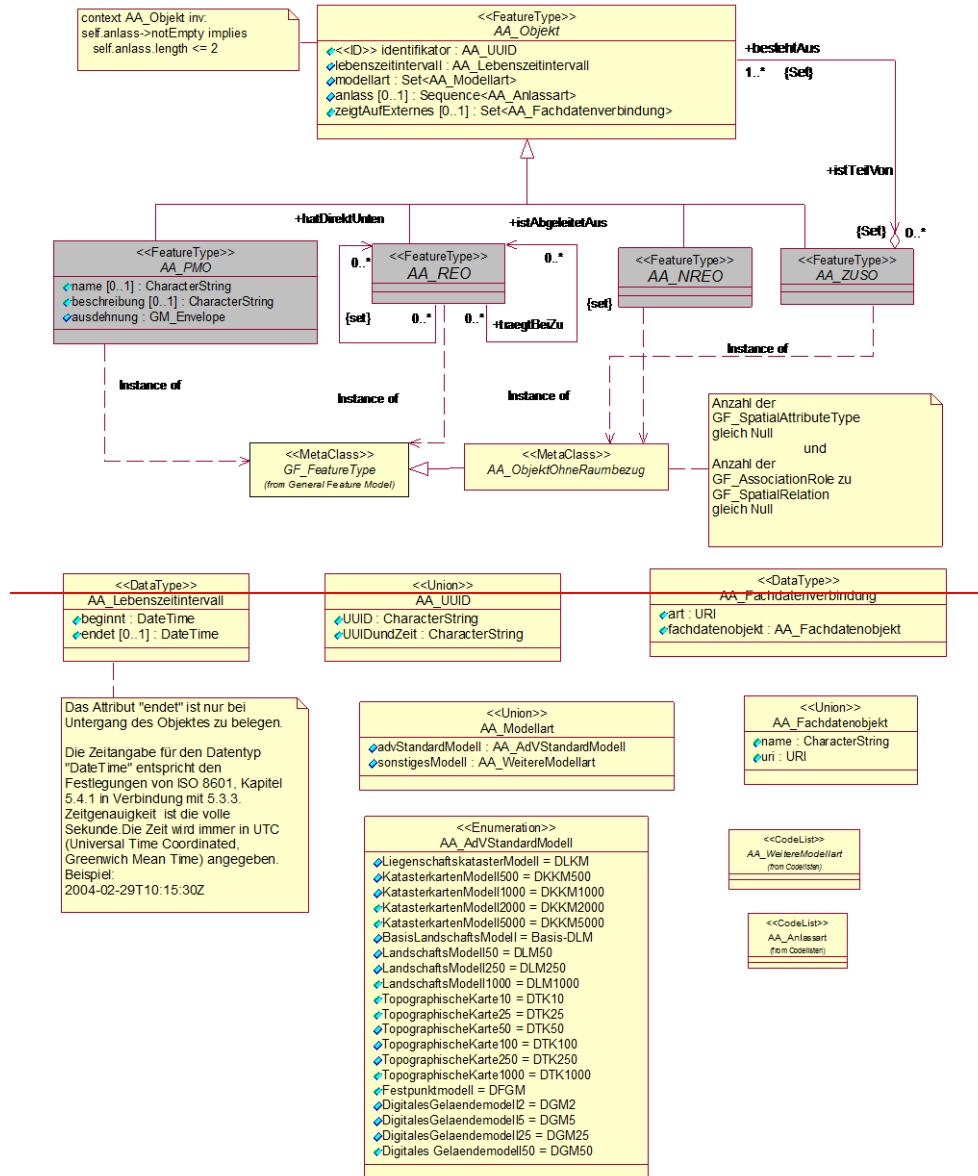 context AA_Objekt inv:
self.anlass->notEmpty implies
self.anlass.length <= 2
<<FeatureType>>
AA_Objekt
<<ID>> identifikator : AA_UUID
lebenszeitintervall : AA_Lebenszeitintervall
modellart : Set<AA_Modellart>
anlass [0..1] : Sequence<AA_Anlassart>
zeigtAufExternes [0..1] : Set<AA_Fachdatenverbindung>
+bestehtAus
1..* {Set}
+istTeilVon
{Set} 0..*
+hatDirektUnten
+istAbgeleitetAus
<<FeatureType>>
AA_PMO
name [0..1] : CharacterString
beschreibung [0..1] : CharacterString
ausdehnung : GM_Envelope
0..*
{set}
0..*
<<FeatureType>>
AA_REO
0..*
0..*
+traegtBeiZu
{set}
<<FeatureType>>
AA_NREO
<<FeatureType>>
AA_ZUSO
Instance of
Instance of
Instance of
<<MetaClass>>
GF_FeatureType
(from General Feature Model)
<<MetaClass>>
AA_ObjektOhneRaumbezug
Anzahl der
GF_SpatialAttributeType
gleich Null
und
Anzahl der
GF_AssociationRole zu
GF_SpatialRelation
gleich Null
<<DataType>>
AA_Lebenszeitintervall
beginnt : DateTime
endet [0..1] : DateTime
<<Union>>
AA_UUID
UUID : CharacterString
UUIDundZeit : CharacterString
<<DataType>>
AA_Fachdatenverbindung
art : URI
fachdatenobjekt : AA_Fachdatenobjekt
Das Attribut "endet" ist nur bei
Untergang des Objektes zu belegen.
Die Zeitangabe für den Datentyp
"DateTime" entspricht den
Festlegungen von ISO 8601, Kapitel
5.4.1 in Verbindung mit 5.3.3.
Zeitgenauigkeit ist die volle
Sekunde.Die Zeit wird immer in UTC
(Universal Time Coordinated,
Greenwich Mean Time) angegeben.
Beispiel:
2004-02-29T10:15:30Z
<<Union>>
AA_Modellart
advStandardModell : AA_AdVStandardModell
sonstigesModell : AA_WeitereModellart
<<Union>>
AA_Fachdatenobjekt
name : CharacterString
uri : URI
<<Enumeration>>
AA_AdVStandardModell
LiegenschaftskatasterModell = DLKM
KatasterkartenModell500 = DKKM500
KatasterkartenModell1000 = DKKM1000
KatasterkartenModell2000 = DKKM2000
KatasterkartenModell5000 = DKKM5000
BasisLandschaftsModell = Basis-DLM
LandschaftsModell50 = DLM50
LandschaftsModell250 = DLM250
LandschaftsModell1000 = DLM1000
TopographischeKarte10 = DTK10
TopographischeKarte25 = DTK25
TopographischeKarte50 = DTK50
TopographischeKarte100 = DTK100
TopographischeKarte250 = DTK250
TopographischeKarte1000 = DTK1000
Festpunktmodell = DFGM
DigitalesGelaendemodell2 = DGM2
DigitalesGelaendemodell5 = DGM5
DigitalesGelaendemodell25 = DGM25
Digitales Gelaendemodell50 = DGM50
<<CodeList>>
AA_WeitereModellart
(from Codelisten)
<<CodeList>>
AA_Anlassart
(from Codelisten)